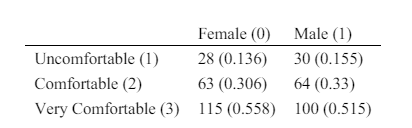 Female (0) Male (1)
Uncomfortable (1) 28 (0.136) 30 (0.155)
Comfortable (2) 63 (0.306) 64 (0.33)
Very Comfortable (3) 115 (0.558) 100 (0.515)